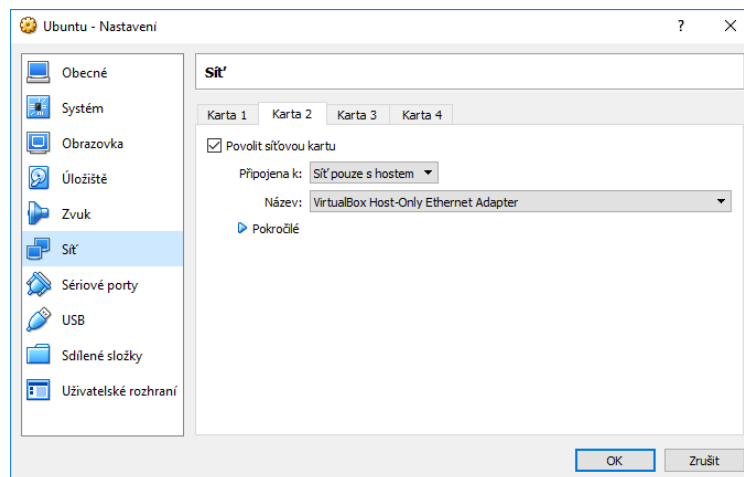 Ubuntu - Nastavení
?
Obecné
Systém
Obrazovka
Úložiště
Zvuk
Síť
Sériové porty
USB
Sdílené složky
Uživatelské rozhraní
Síť
Karta 1 Karta 2 Karta 3 Karta 4
Povolit síťovou kartu
Připojena k: Síť pouze s hostem
Název: VirtualBox Host-Only Ethernet Adapter
Pokročilé
OK Zrušit